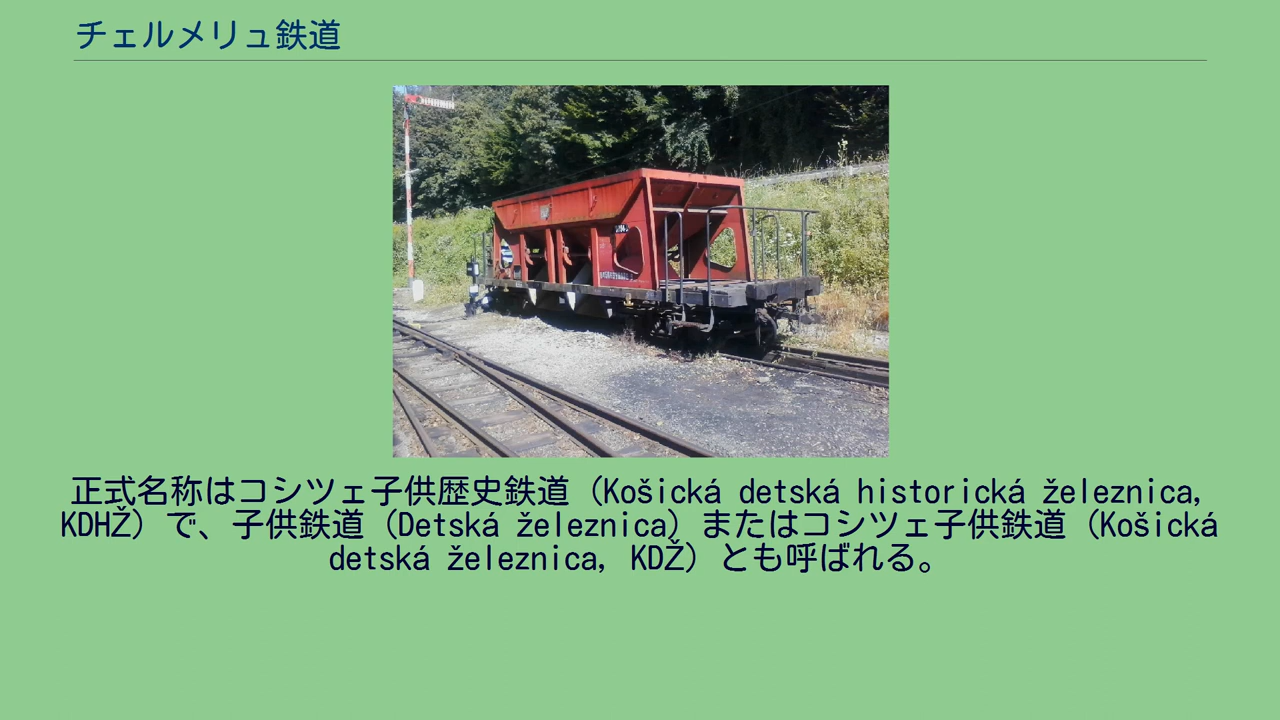 チェルメリュ鉄道
正式名称はコシツェ子供歴史鉄道（Košická detská historická železnica,
KDHŽ）で、子供鉄道（Detská železnica）またはコシツェ子供鉄道（Košická
detská železnica, KDŽ）とも呼ばれる。